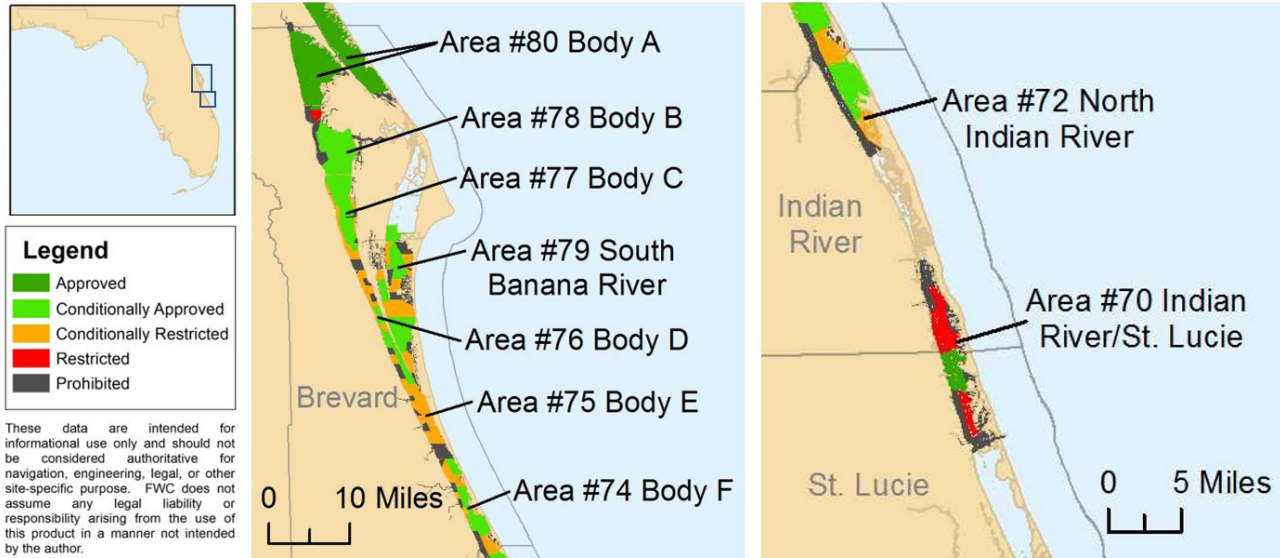 Legend
Approved
Conditionally Approved
Conditionally Restricted
Restricted
Prohibited
These data are intended for
informational use only and should not
be considered authoritative for
navigation, engineering, legal, or other
site-specific purpose. FWC does not
assume any legal liability or
responsibility arising from the use of
this product in a manner not intended
by the author.
Area #80 Body A
Area #78 Body B
Area #77 Body C
Area #79 South
Banana River
Area #76 Body D
Brevard
Area #75 Body E
Area #74 Body F
0 10 Miles
Area #72 North
Indian River
Indian
River
Area #70 Indian
River/St. Lucie
St. Lucie
0 5 Miles